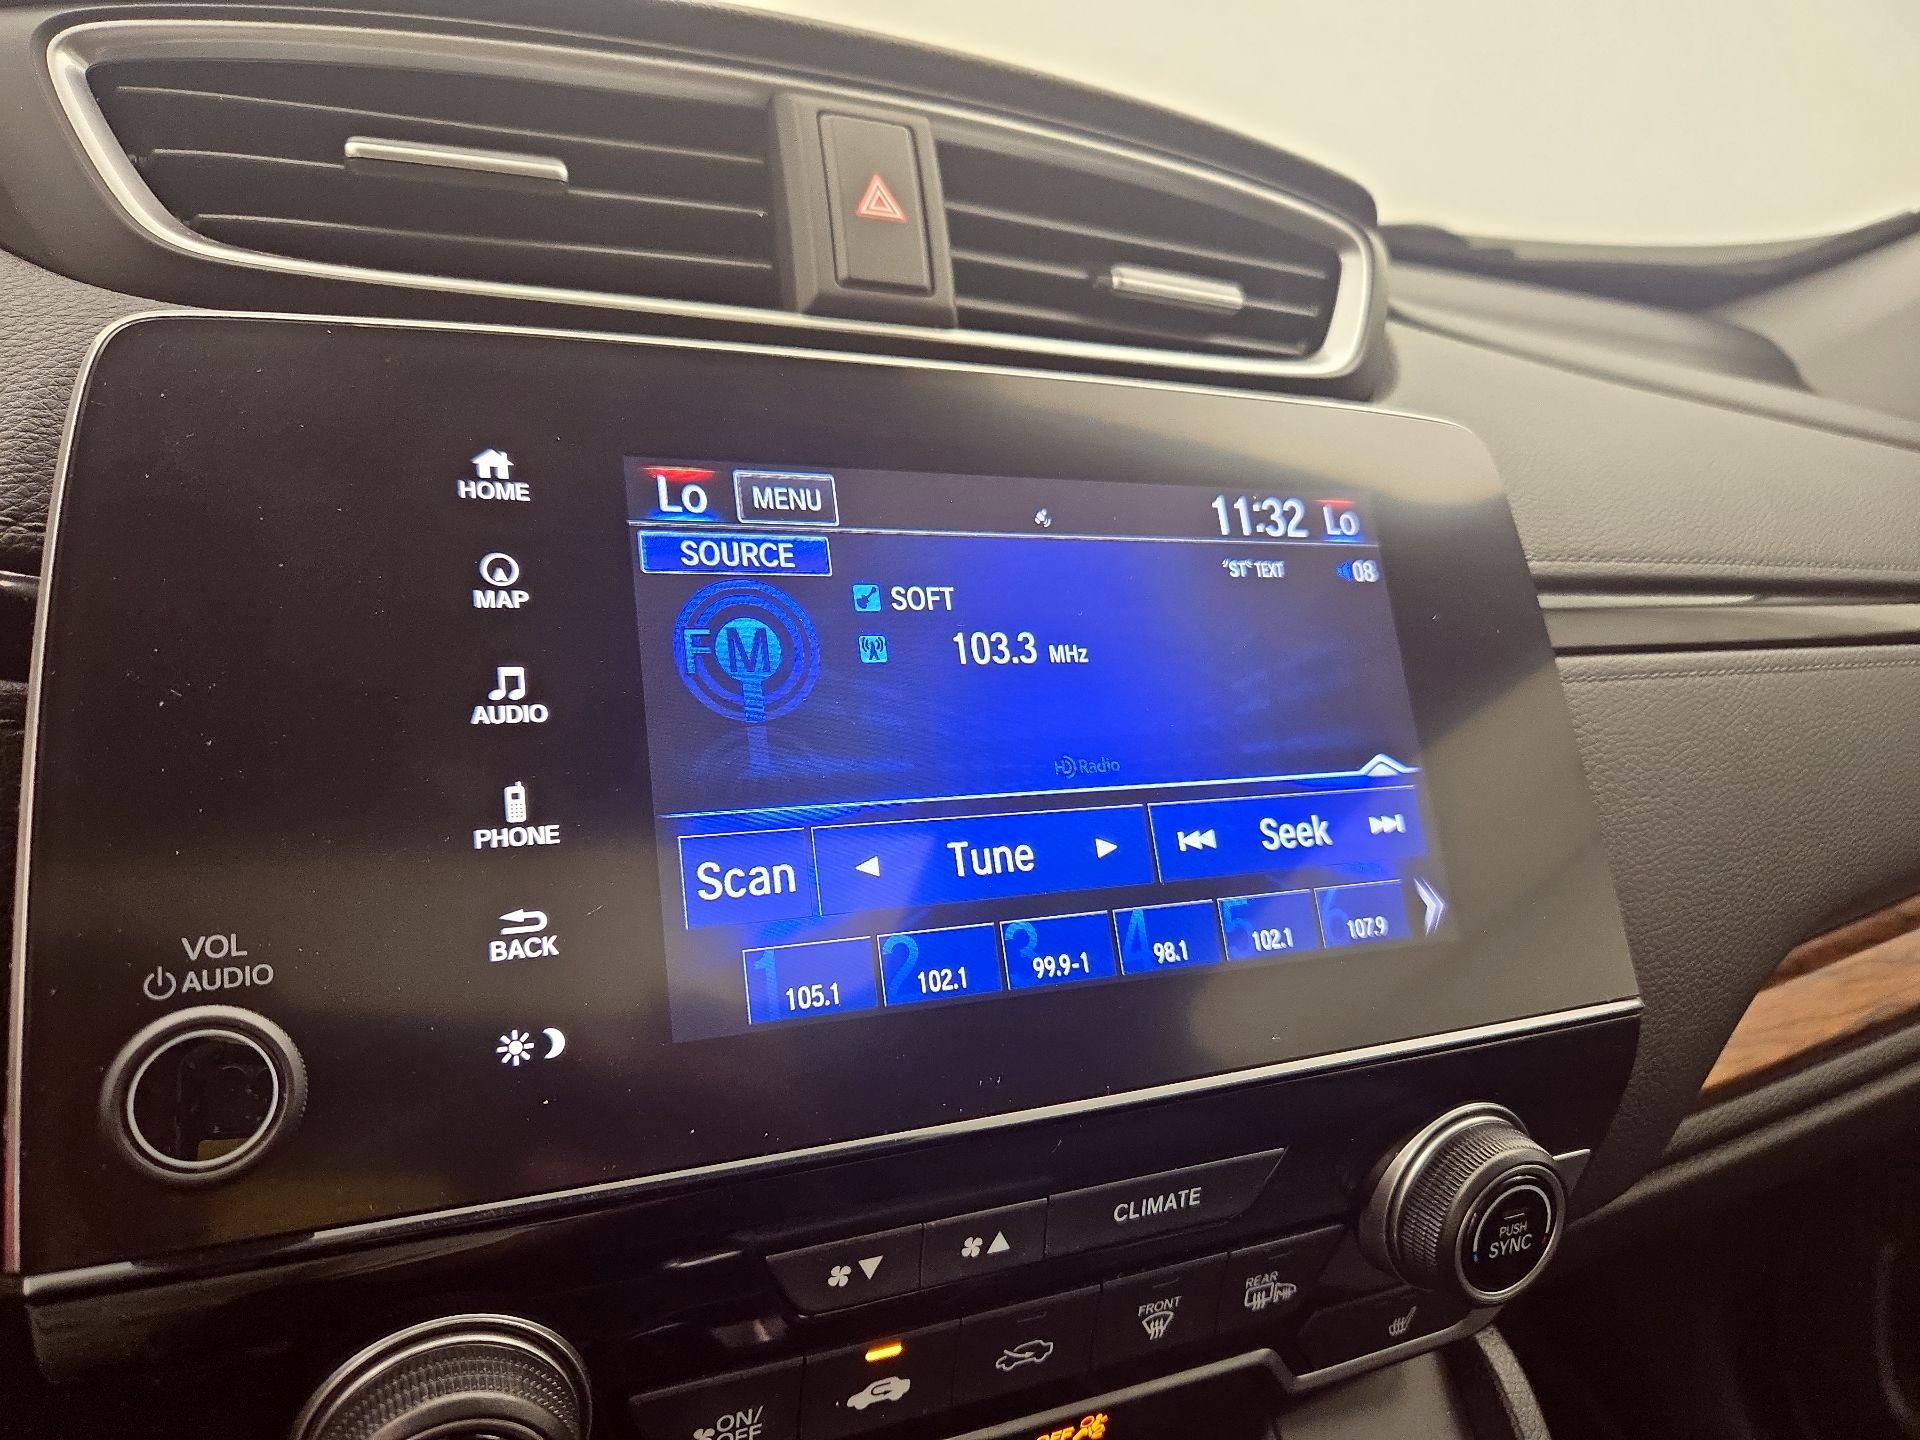 Lo MENU 11:32 Lo
SOURCE "ST" TEXT 08
FM SOFT
103.3 MHz
HD Radio
Scan Tune Seek
1 105.1 2 102.1 3 99.9-1 4 98.1 5 102.1 6 107.9
HOME
MAP
AUDIO
PHONE
BACK
VOL
AUDIO
CLIMATE
PUSH
SYNC
FRONT
REAR
ON/
OFF
OFF